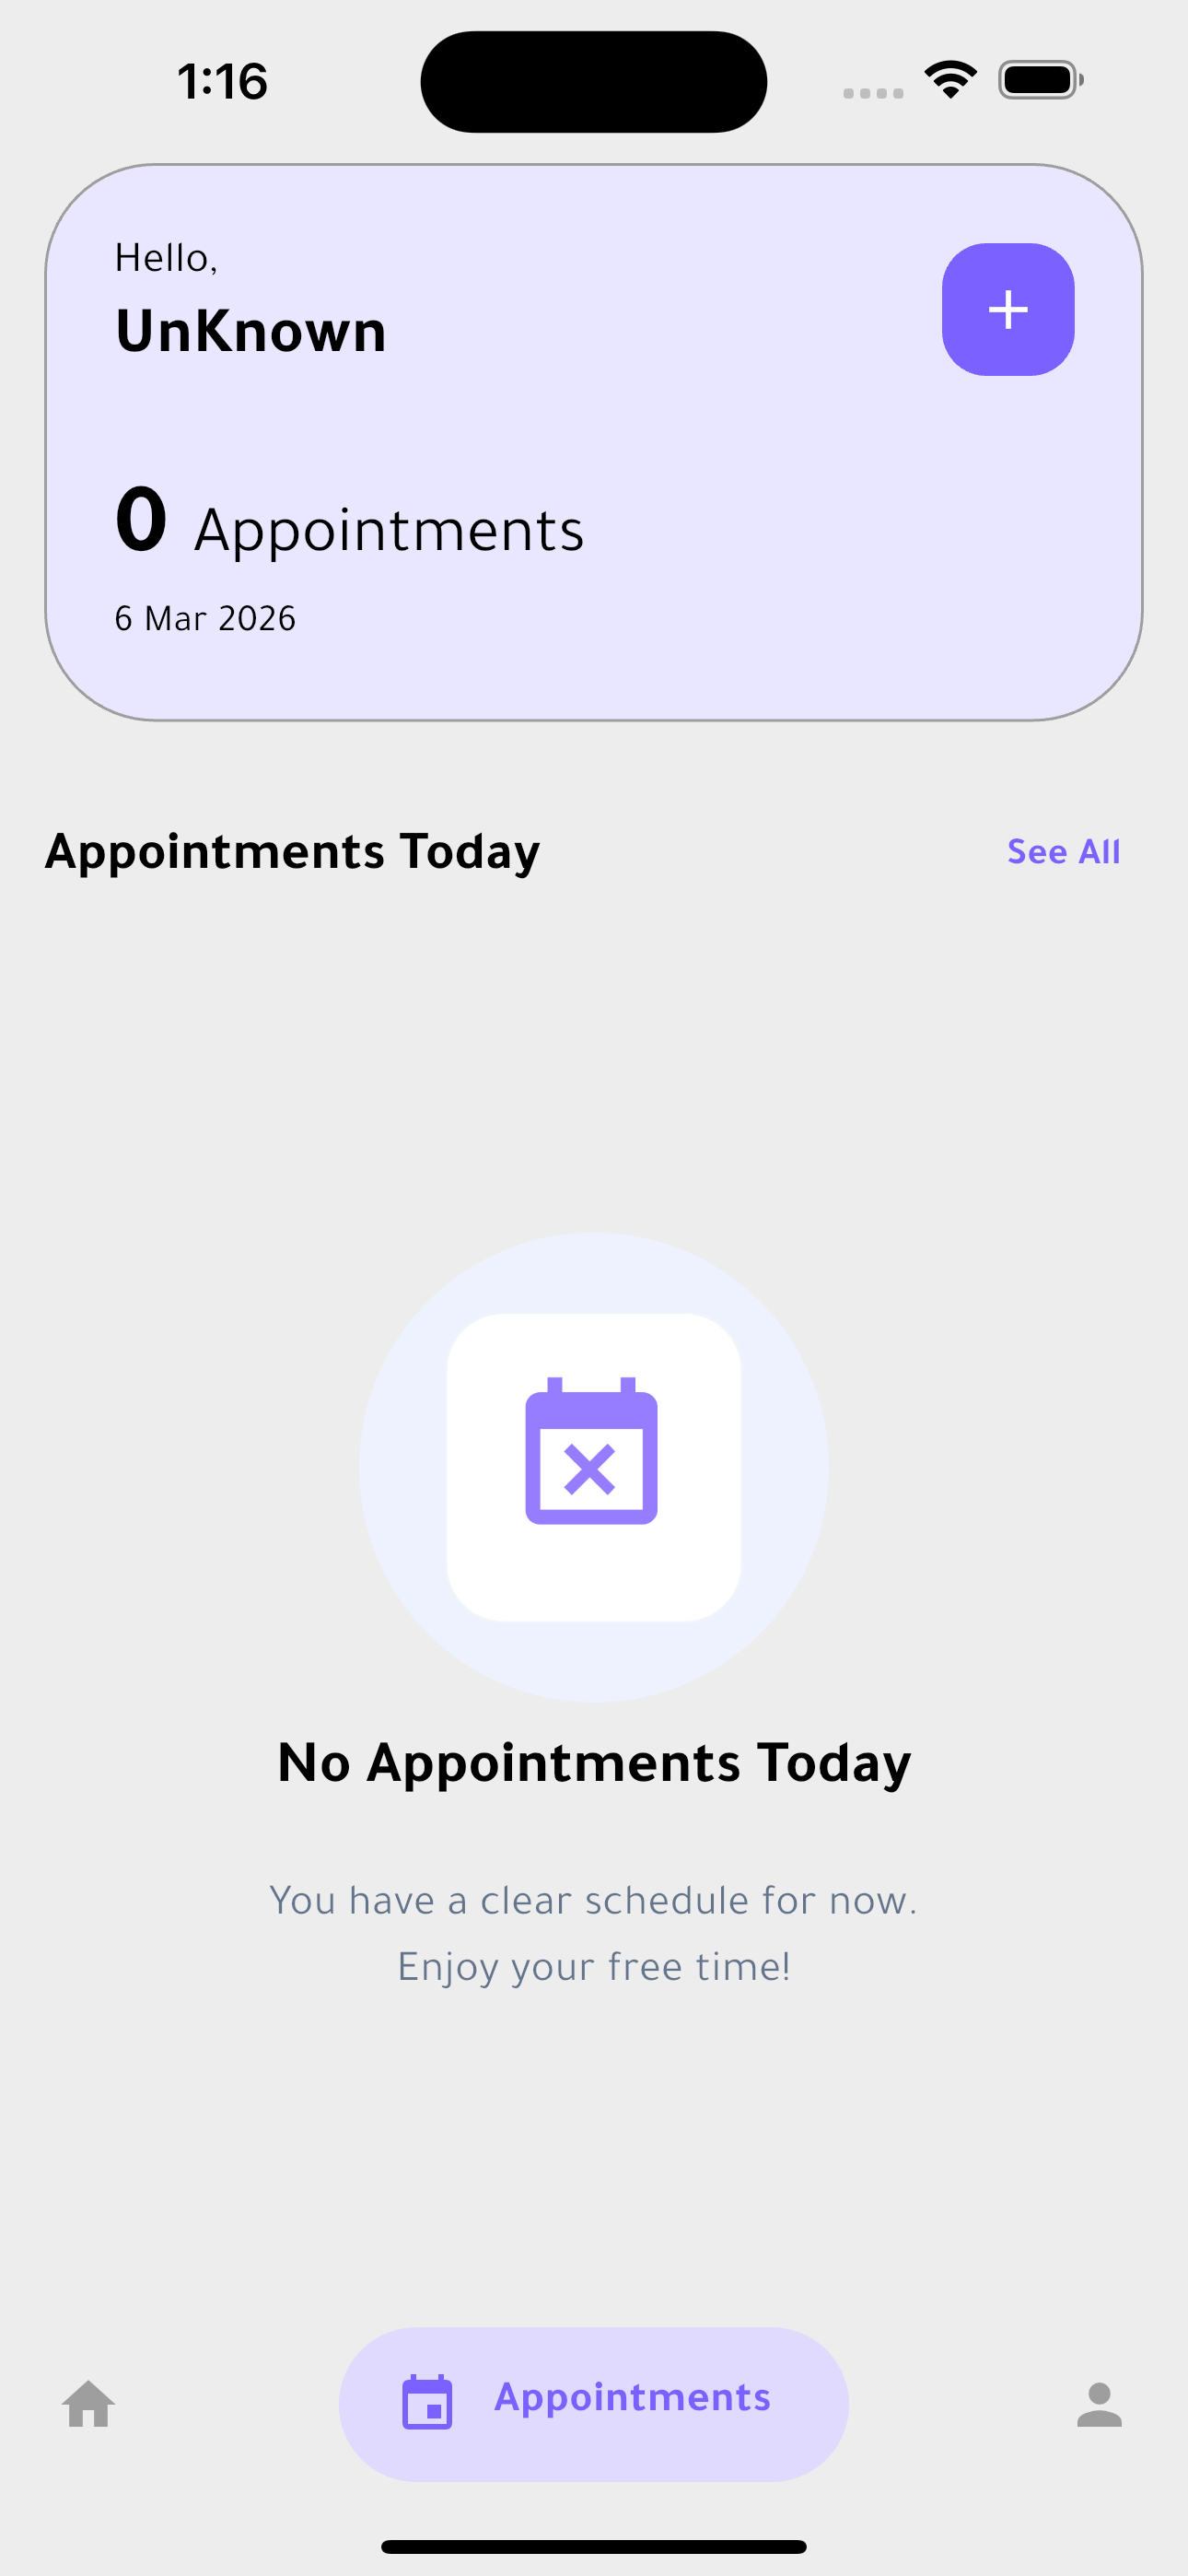 1:16
Hello,
UnKnown
0 Appointments
6 Mar 2026
Appointments Today
See All
No Appointments Today
You have a clear schedule for now.
Enjoy your free time!
Appointments